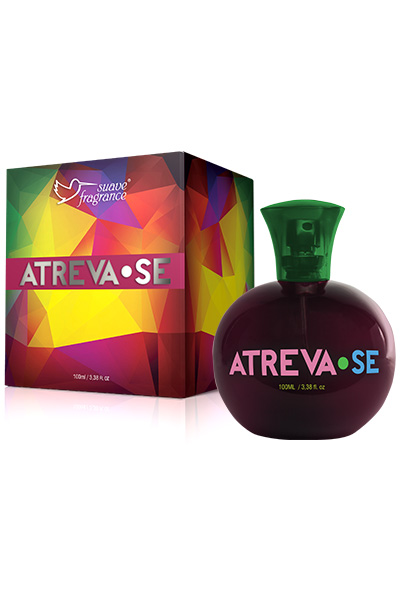 suave®
fragrance
ATREVA•SE
100ml / 3,38 fl. oz
ATREVA•SE
100ML / 3,38 fl. oz